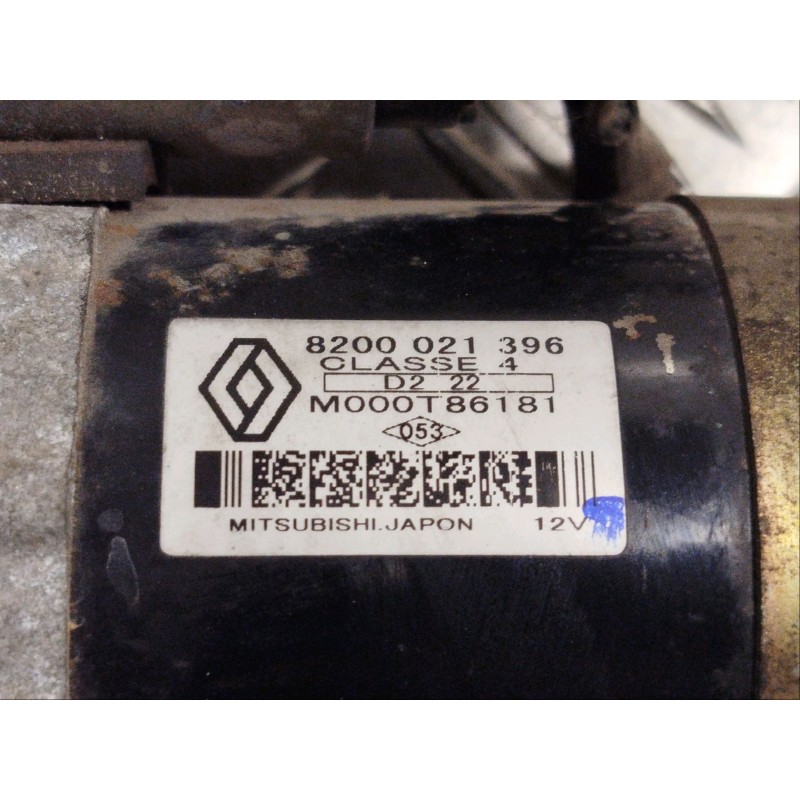 8200 021 396
CLASSE 4
D2 22
M000T86181
053
MITSUBISHI.JAPON 12V